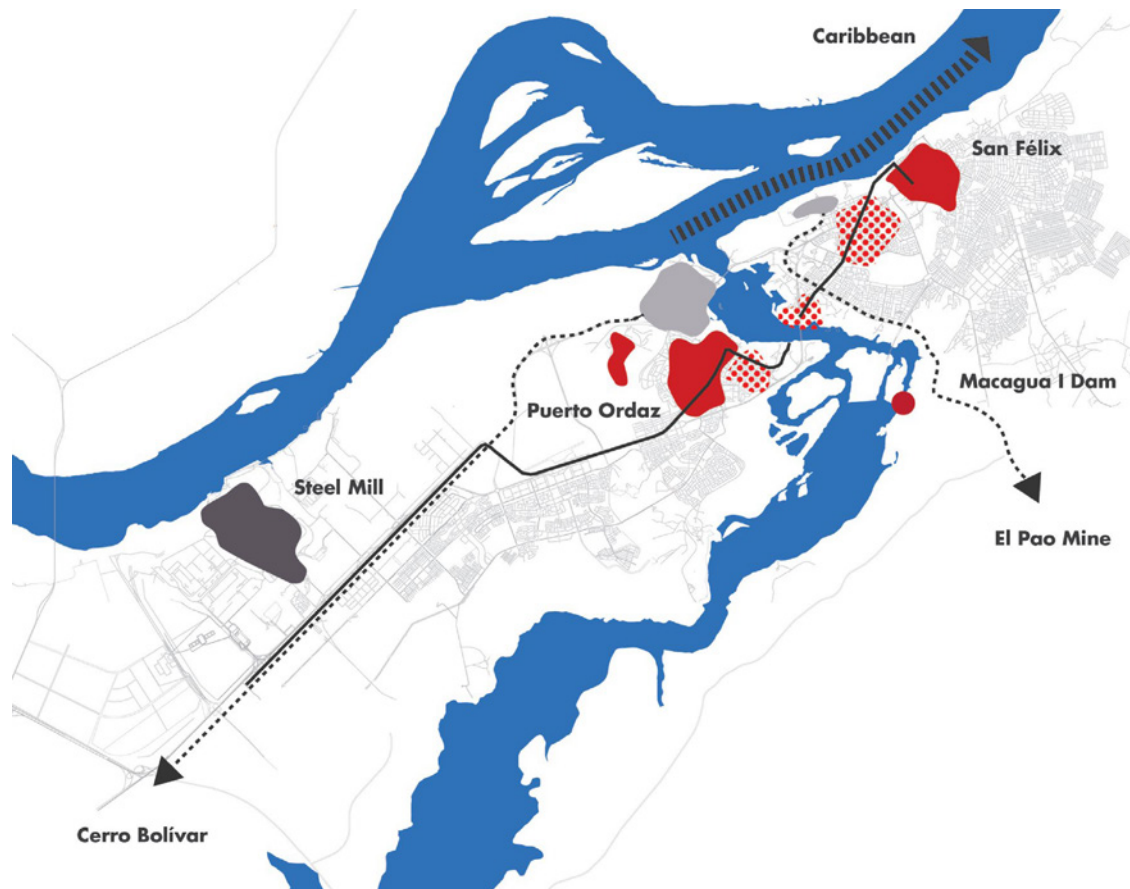 Caribbean
San Félix
Macagua I Dam
Puerto Ordaz
Steel Mill
El Pao Mine
Cerro Bolívar